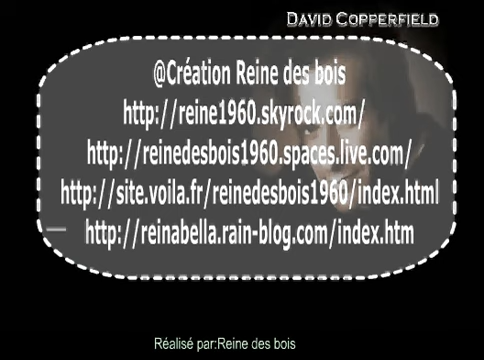 David Copperfield
@Création Reine des bois
http://reine1960.skyrock.com/
http://reinedesbois1960.spaces.live.com/
http://site.voila.fr/reinedesbois1960/index.html
http://reinabella.rain-blog.com/index.htm
Réalisé par:Reine des bois